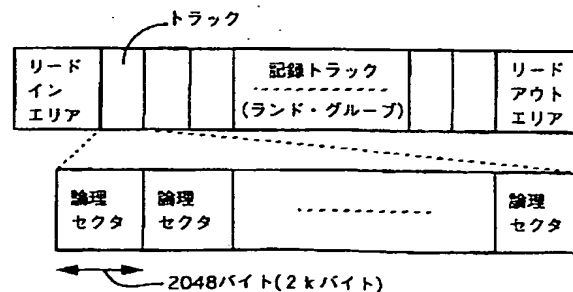 トラック
リード
イン
エリア
記録トラック
(ランド・グルーブ)
リード
アウト
エリア
論理
セクタ
論理
セクタ
論理
セクタ
2048バイト(2kバイト)